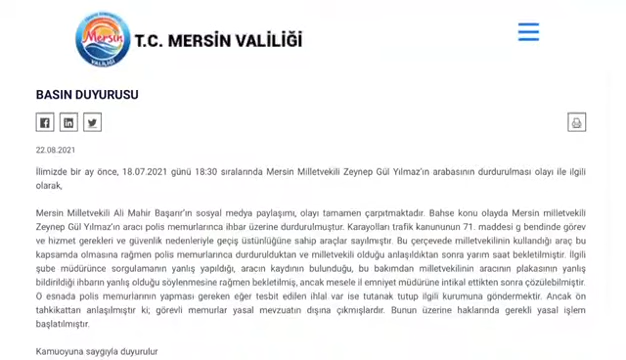 Mersin
VALİLİĞİ
T.C. MERSİN VALİLİĞİ
BASIN DUYURUSU
22.08.2021
İlimizde bir ay önce, 18.07.2021 günü 18:30 sıralarında Mersin Milletvekili Zeynep Gül Yılmaz'ın arabasının durdurulması olayı ile ilgili
olarak,
Mersin Milletvekili Ali Mahir Başarır'ın sosyal medya paylaşımı, olayı tamamen çarpıtmaktadır. Bahse konu olayda Mersin milletvekili
Zeynep Gül Yılmaz'ın aracı polis memurlarınca ihbar üzerine durdurulmuştur. Karayolları trafik kanununun 71. maddesi g bendinde görev
ve hizmet gerekleri ve güvenlik nedenleriyle geçiş üstünlüğüne sahip araçlar sayılmıştır. Bu çerçevede milletvekilinin kullandığı araç bu
kapsamda olmasına rağmen polis memurlarınca durdurulduktan ve milletvekili olduğu anlaşıldıktan sonra yarım saat bekletilmiştir. İlgili
şube müdürünce sorgulamanın yanlış yapıldığı, aracın kaydının bulunduğu, bu bakımdan milletvekilinin aracının plakasının yanlış
bildirildiği ihbarın yanlış olduğu söylenmesine rağmen bekletilmiş, ancak mesele il emniyet müdürüne intikal ettikten sonra çözülebilmiştir.
O esnada polis memurlarının yapması gereken eğer tesbit edilen ihlal var ise tutanak tutup ilgili kurumuna göndermektir. Ancak ön
tahkikattan anlaşılmıştır ki; görevli memurlar yasal mevzuatın dışına çıkmışlardır. Bunun üzerine haklarında gerekli yasal işlem
başlatılmıştır.
Kamuoyuna saygıyla duyurulur